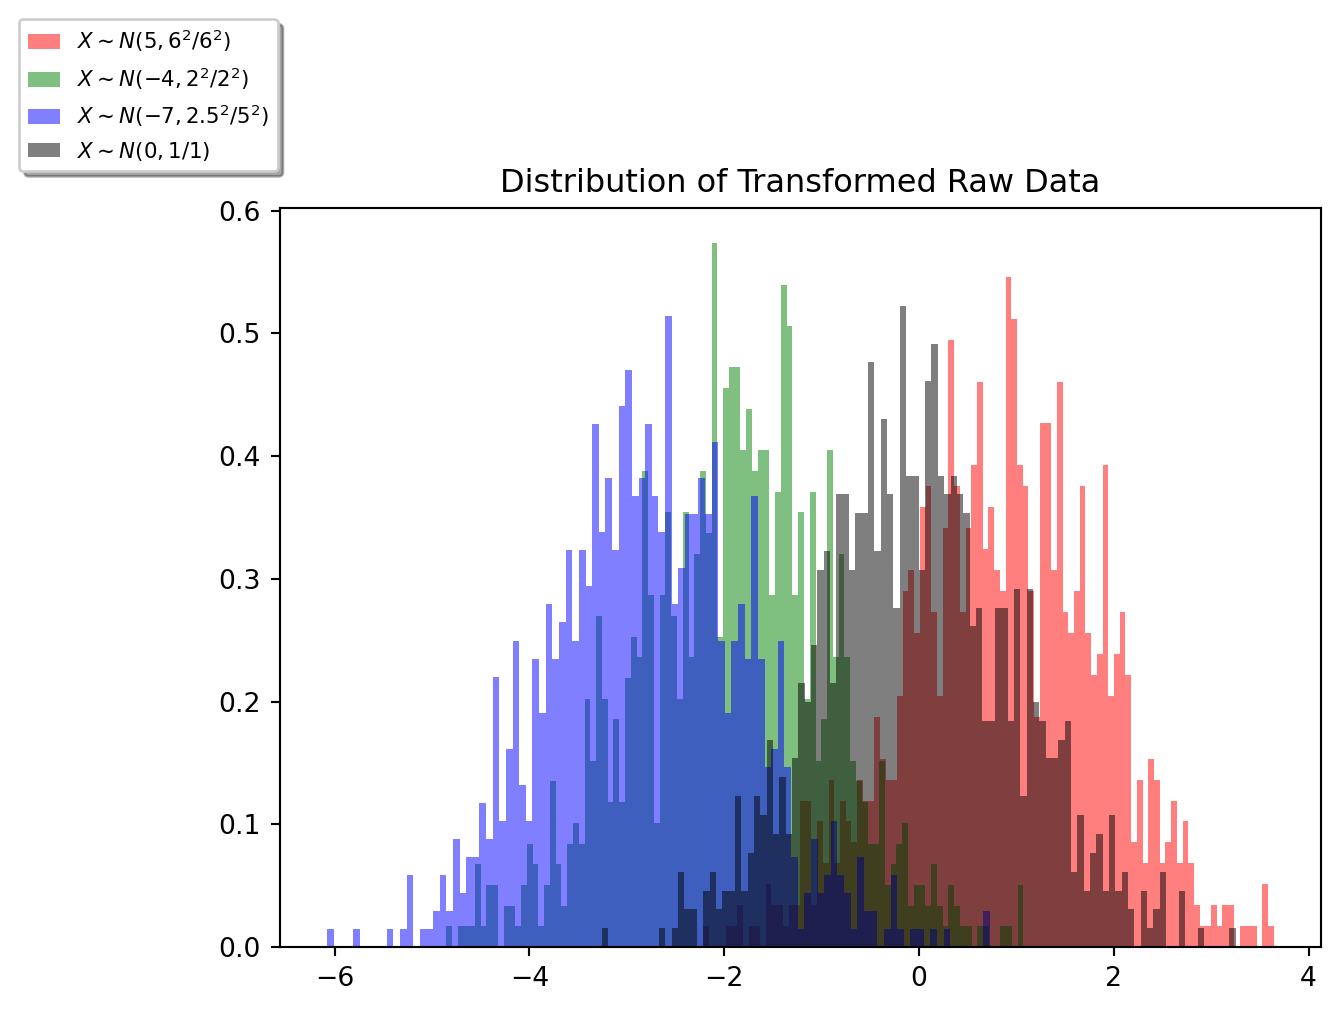 X ∼ N(5, 6²/6²)
X ∼ N(−4, 2²/2²)
X ∼ N(−7, 2.5²/5²)
X ∼ N(0, 1/1)
Distribution of Transformed Raw Data
0.6
0.5
0.4
0.3
0.2
0.1
0.0
−6 −4 −2 0 2 4